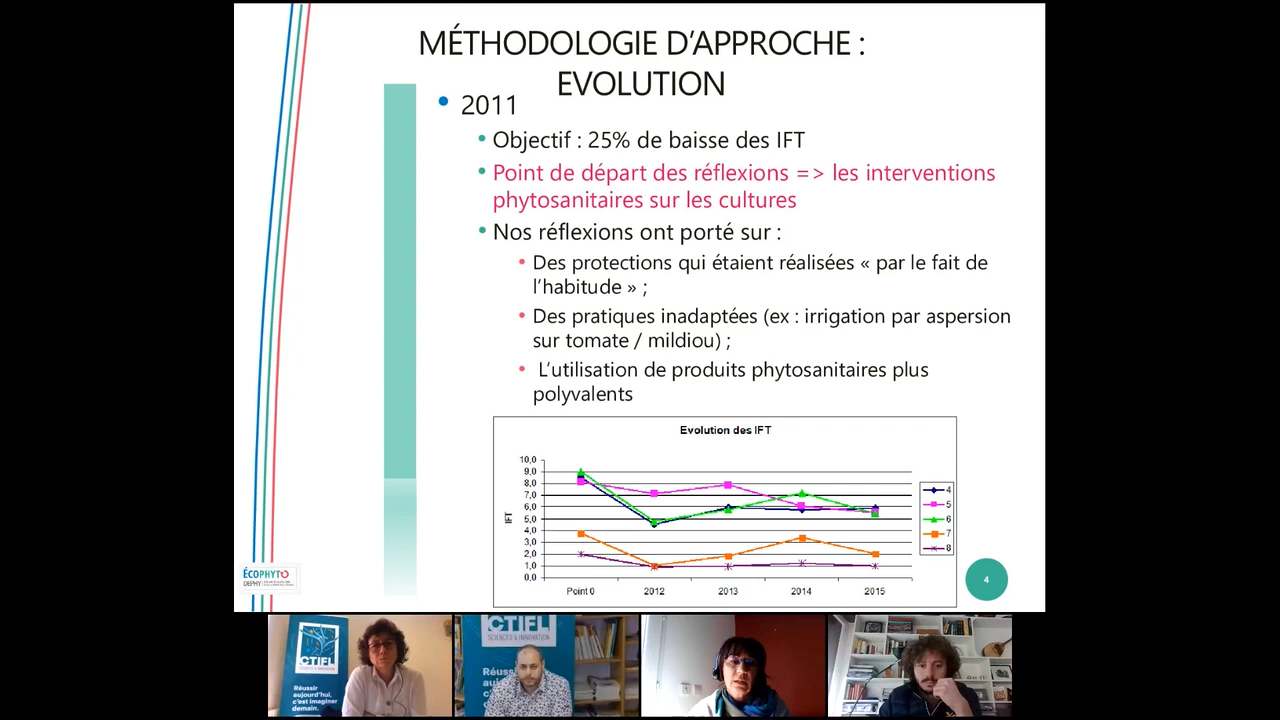 MÉTHODOLOGIE D'APPROCHE :
EVOLUTION
• 2011
• Objectif : 25% de baisse des IFT
• Point de départ des réflexions => les interventions
phytosanitaires sur les cultures
• Nos réflexions ont porté sur :
• Des protections qui étaient réalisées « par le fait de
l'habitude » ;
• Des pratiques inadaptées (ex : irrigation par aspersion
sur tomate / mildiou) ;
• L'utilisation de produits phytosanitaires plus
polyvalents
Evolution des IFT
10,0
9,0
8,0
7,0
6,0
5,0
4,0
3,0
2,0
1,0
0,0
IFT
Point 0 2012 2013 2014 2015
4
5
6
7
8
ÉCOPHYTO
DEPHY
4
CTIFL
Réussir
aujourd'hui,
c'est imaginer
demain.
CTIFL
SCIENCES & INNOVATION
Réuss